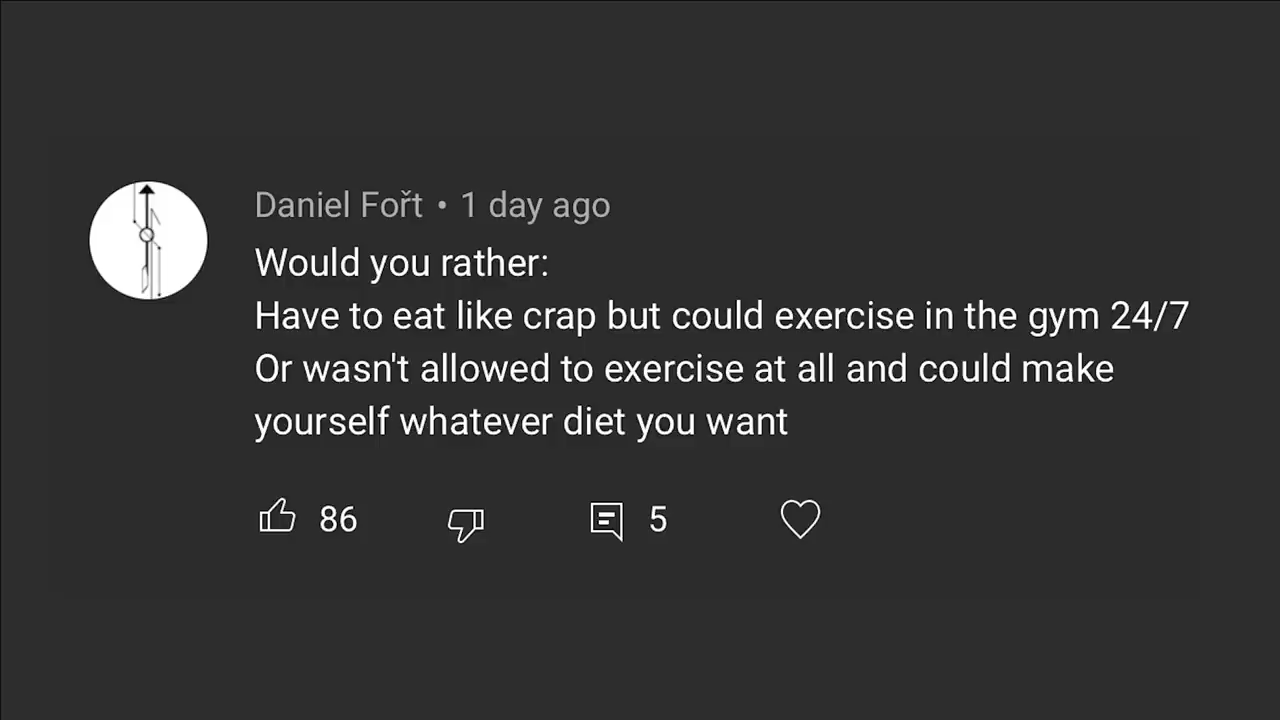 Daniel Fořt • 1 day ago
Would you rather:
Have to eat like crap but could exercise in the gym 24/7
Or wasn't allowed to exercise at all and could make
yourself whatever diet you want
86 5